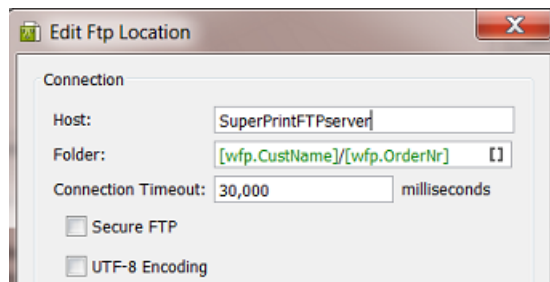 Edit Ftp Location
X
Connection
Host: SuperPrintFTPserver
Folder: [wfp.CustName]/[wfp.OrderNr] []
Connection Timeout: 30,000 milliseconds
Secure FTP
UTF-8 Encoding